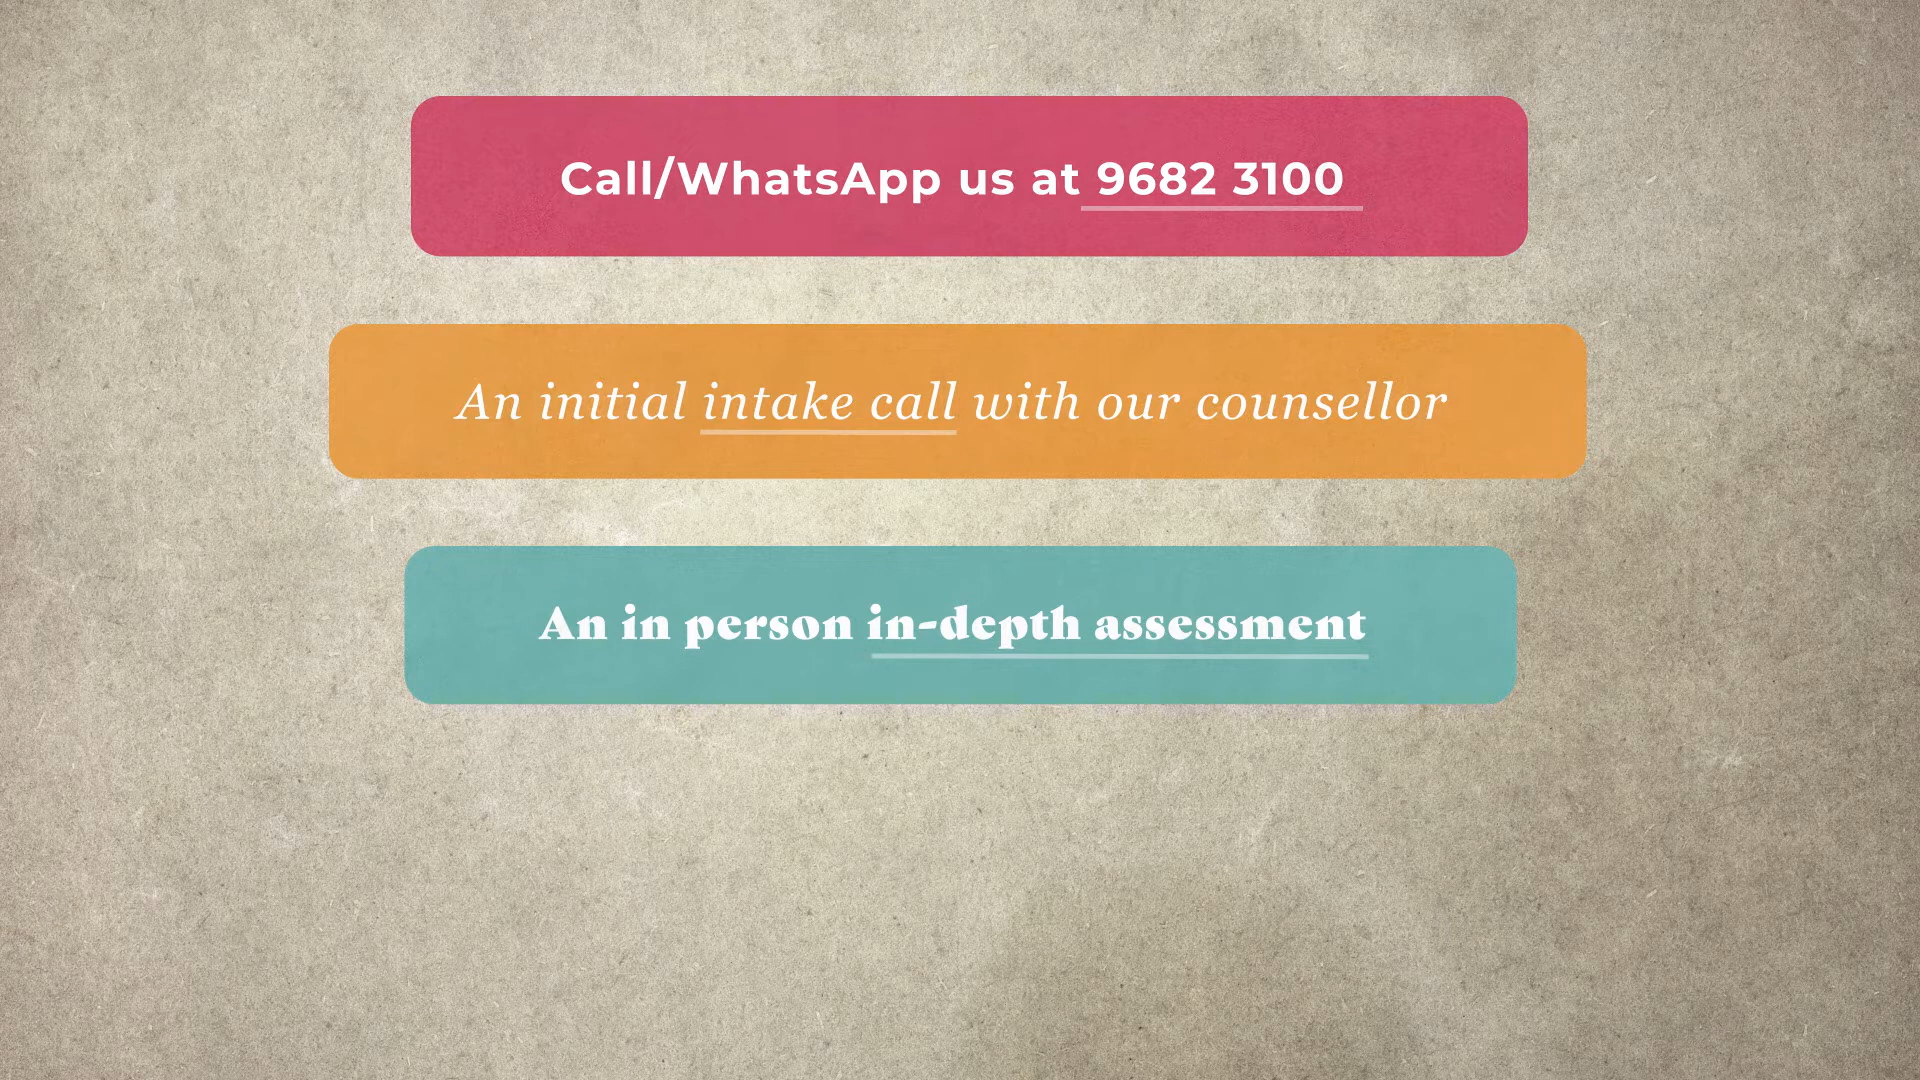 Call/WhatsApp us at 9682 3100
An initial intake call with our counsellor
An in person in-depth assessment